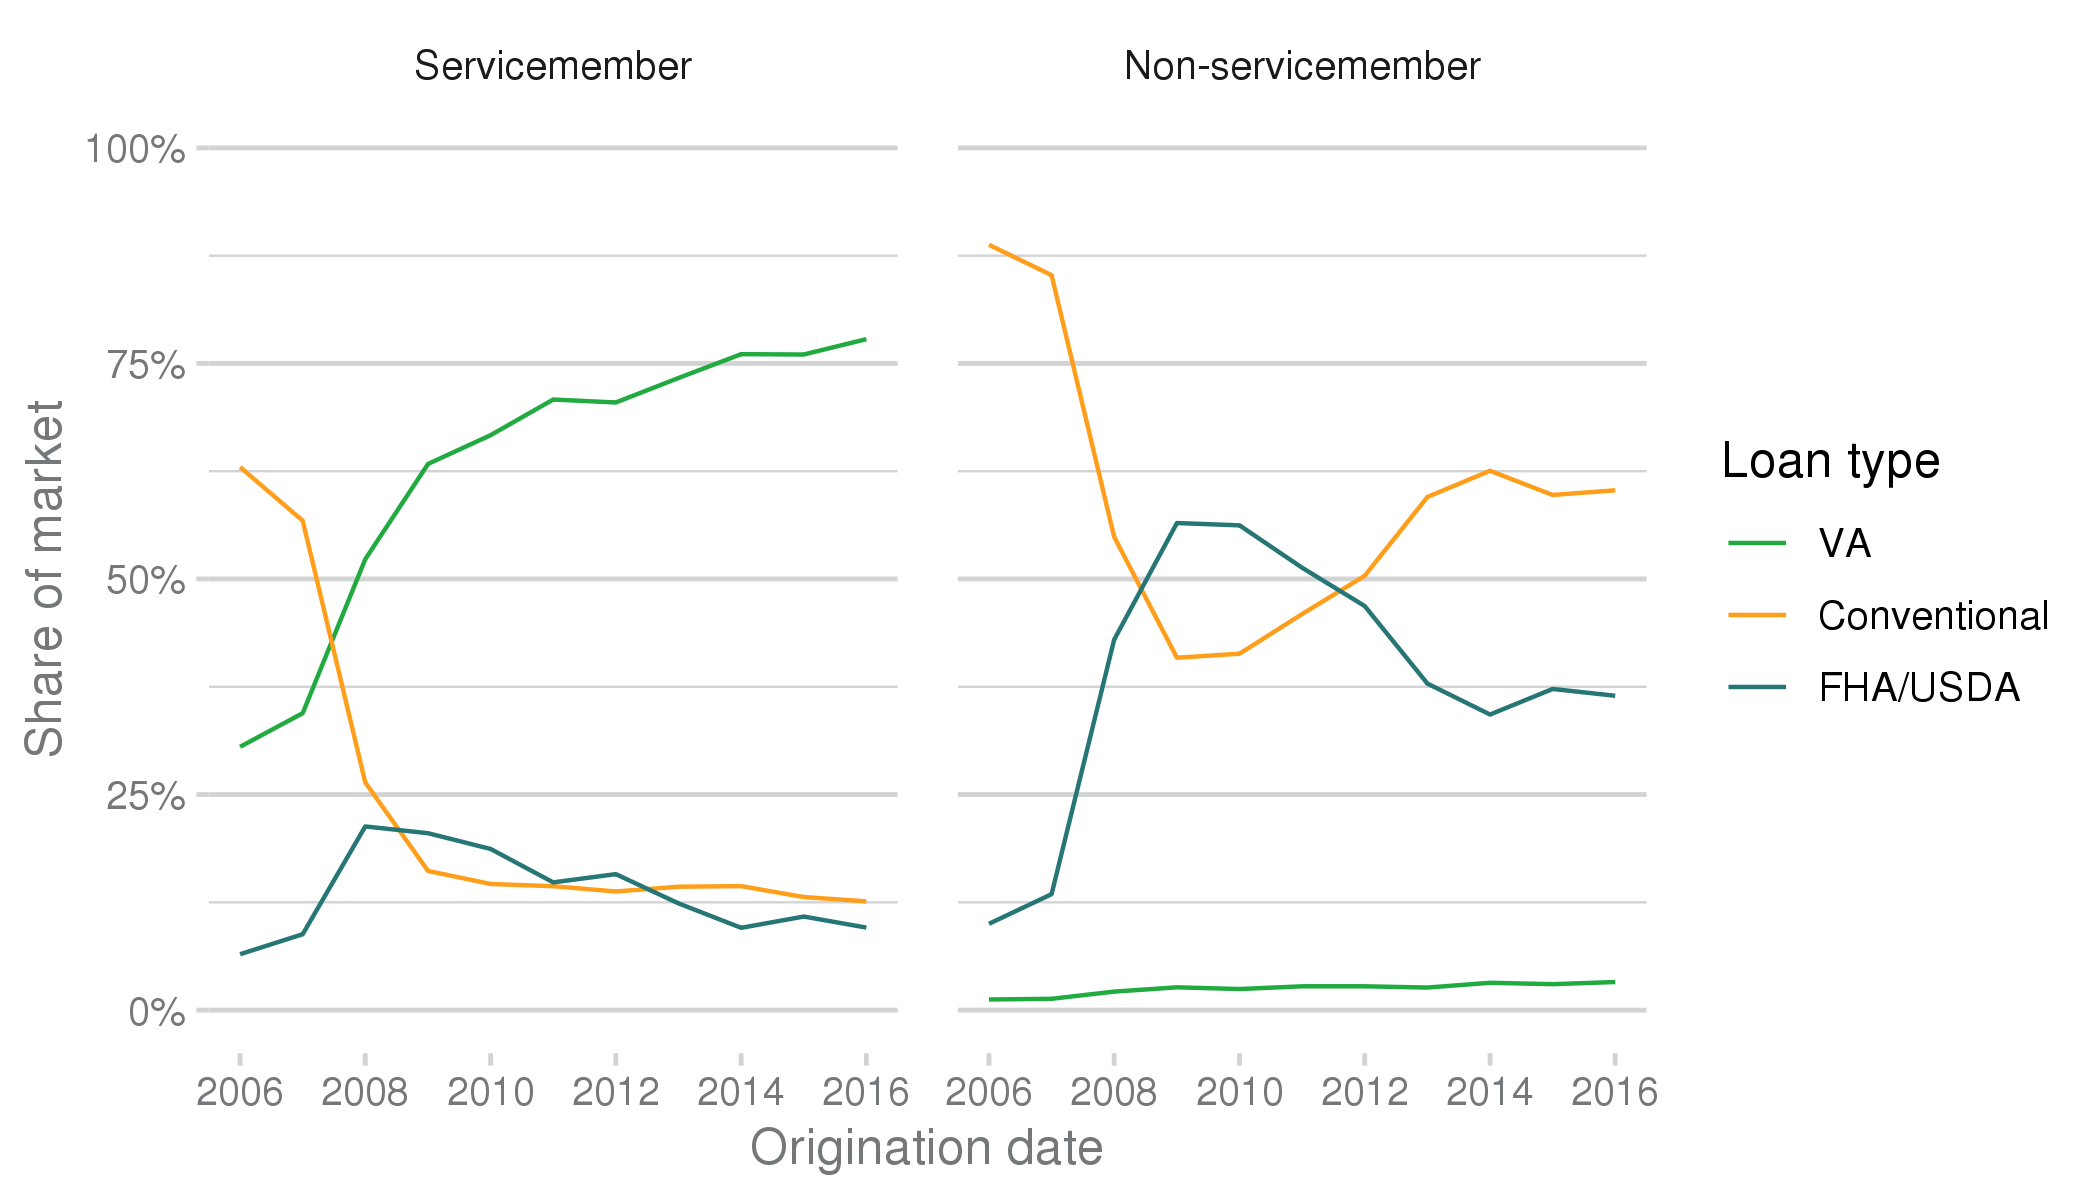 Servicemember Non-servicemember
100%
75%
50%
25%
0%
Share of market
2006 2008 2010 2012 2014 2016 2006 2008 2010 2012 2014 2016
Origination date
Loan type
VA
Conventional
FHA/USDA